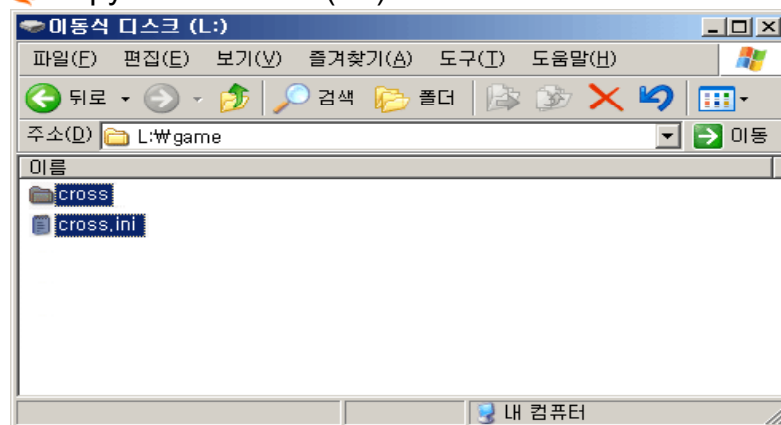 이동식 디스크 (L:)
파일(F) 편집(E) 보기(V) 즐겨찾기(A) 도구(T) 도움말(H)
뒤로 검색 폴더
주소(D) L:₩game 이동
이름
cross
cross.ini
내 컴퓨터